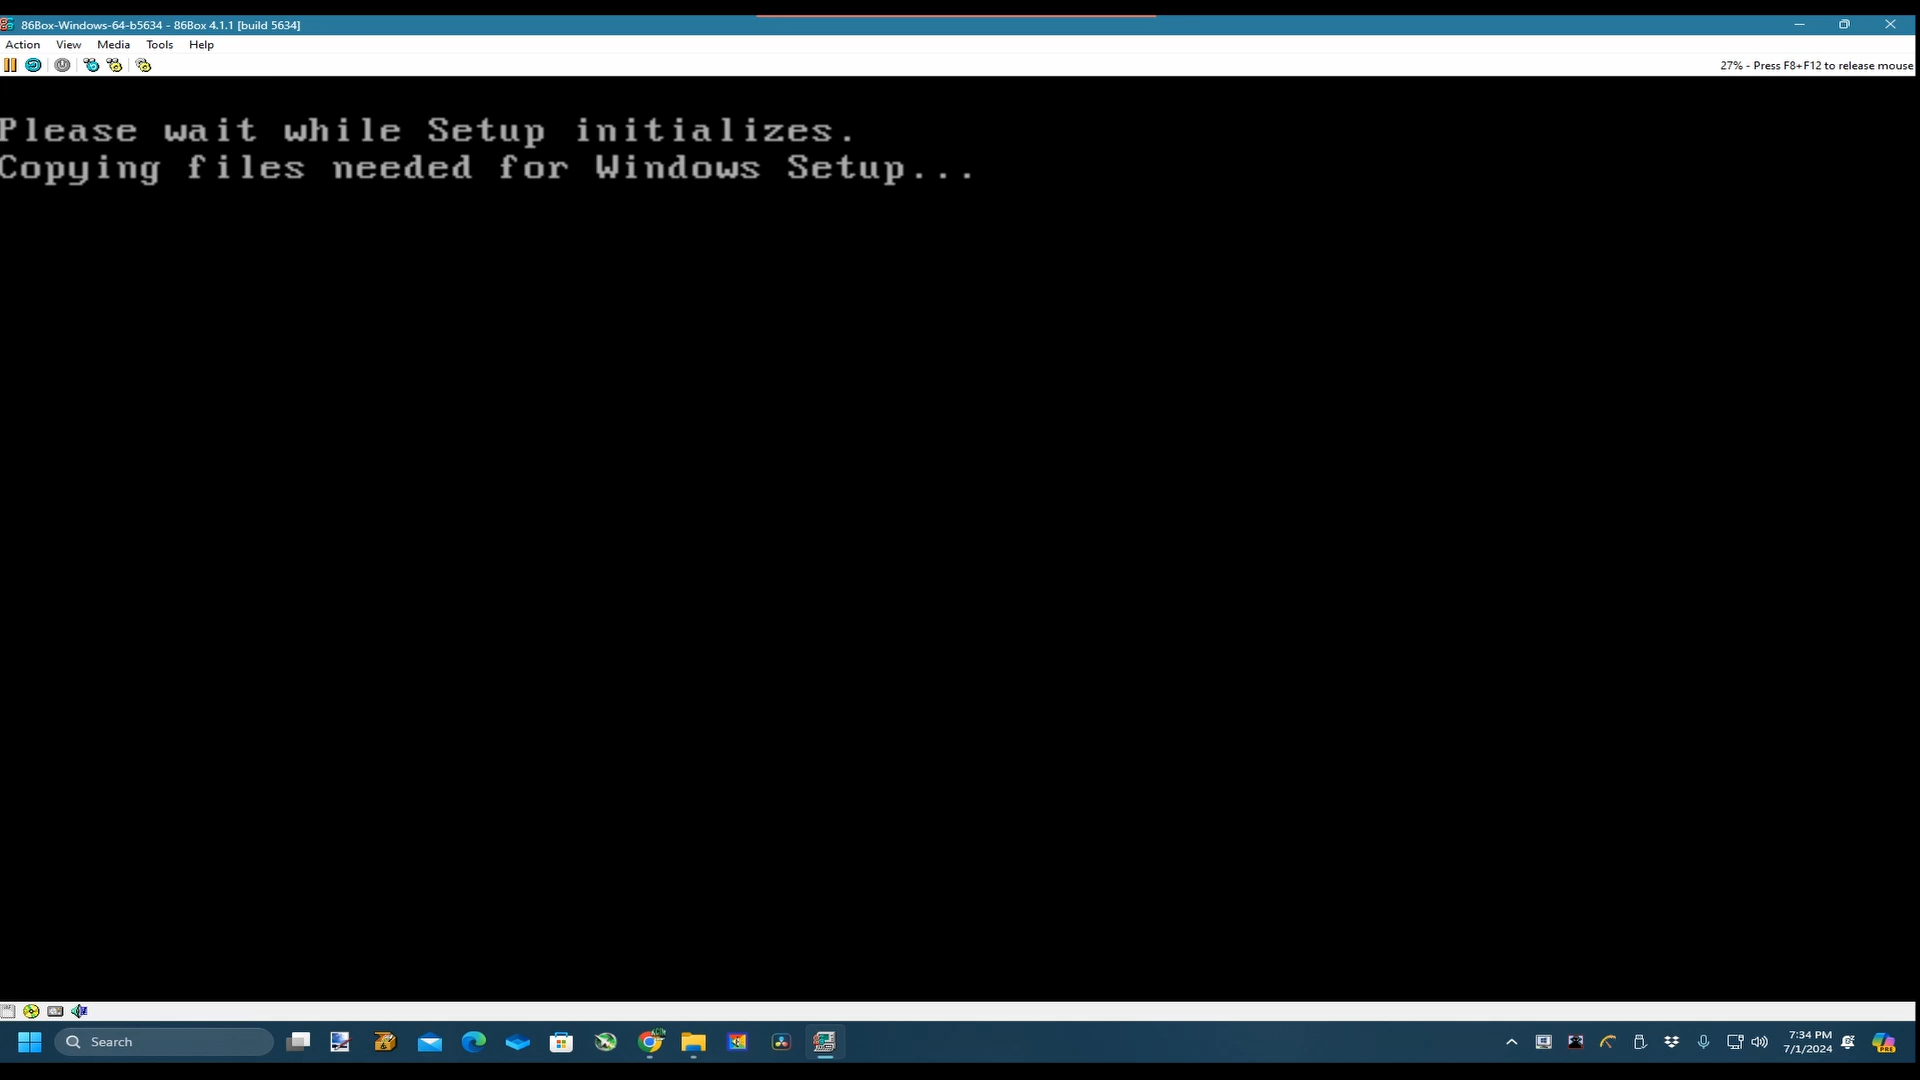 86Box-Windows-64-b5634 - 86Box 4.1.1 [build 5634]
Action View Media Tools Help
27% - Press F8+F12 to release mouse
Please wait while Setup initializes.
Copying files needed for Windows Setup...
Search
7:34 PM
7/1/2024
PRE